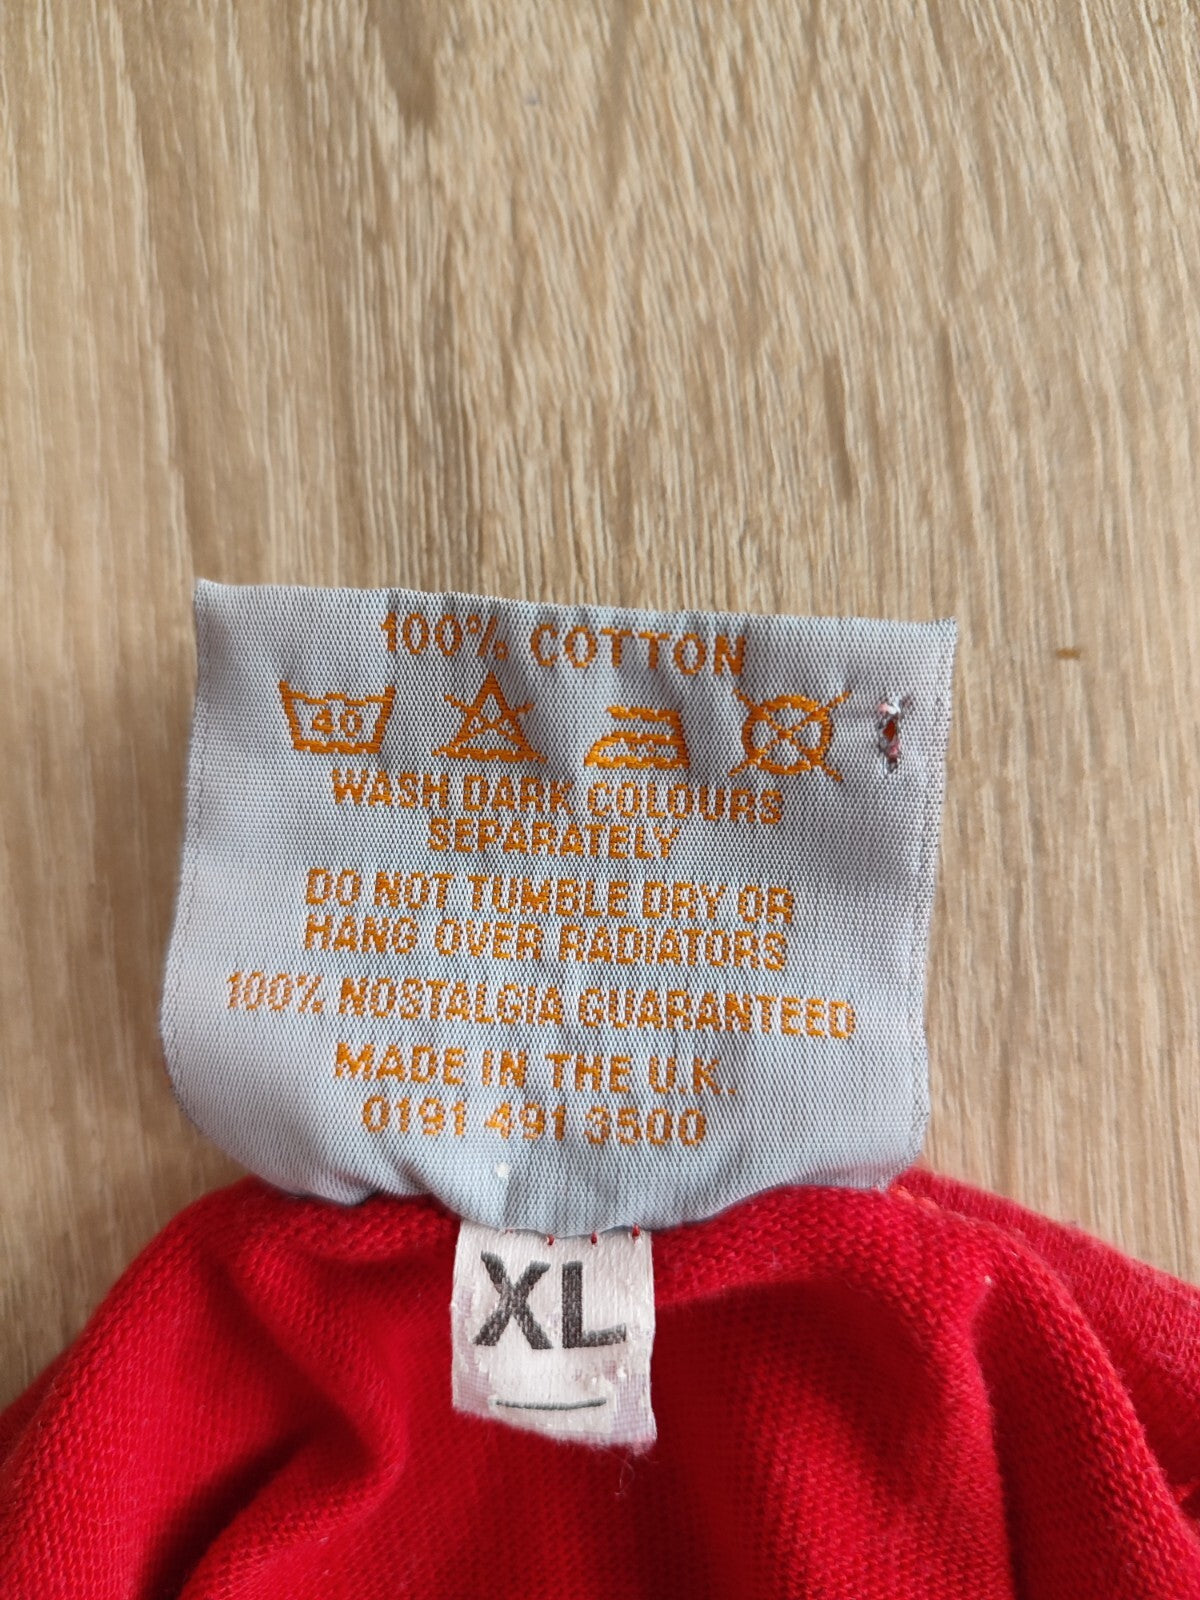 100% COTTON
40
WASH DARK COLOURS
SEPARATELY
DO NOT TUMBLE DRY OR
HANG OVER RADIATORS
100% NOSTALGIA GUARANTEED
MADE IN THE U.K.
0191 491 3500
XL